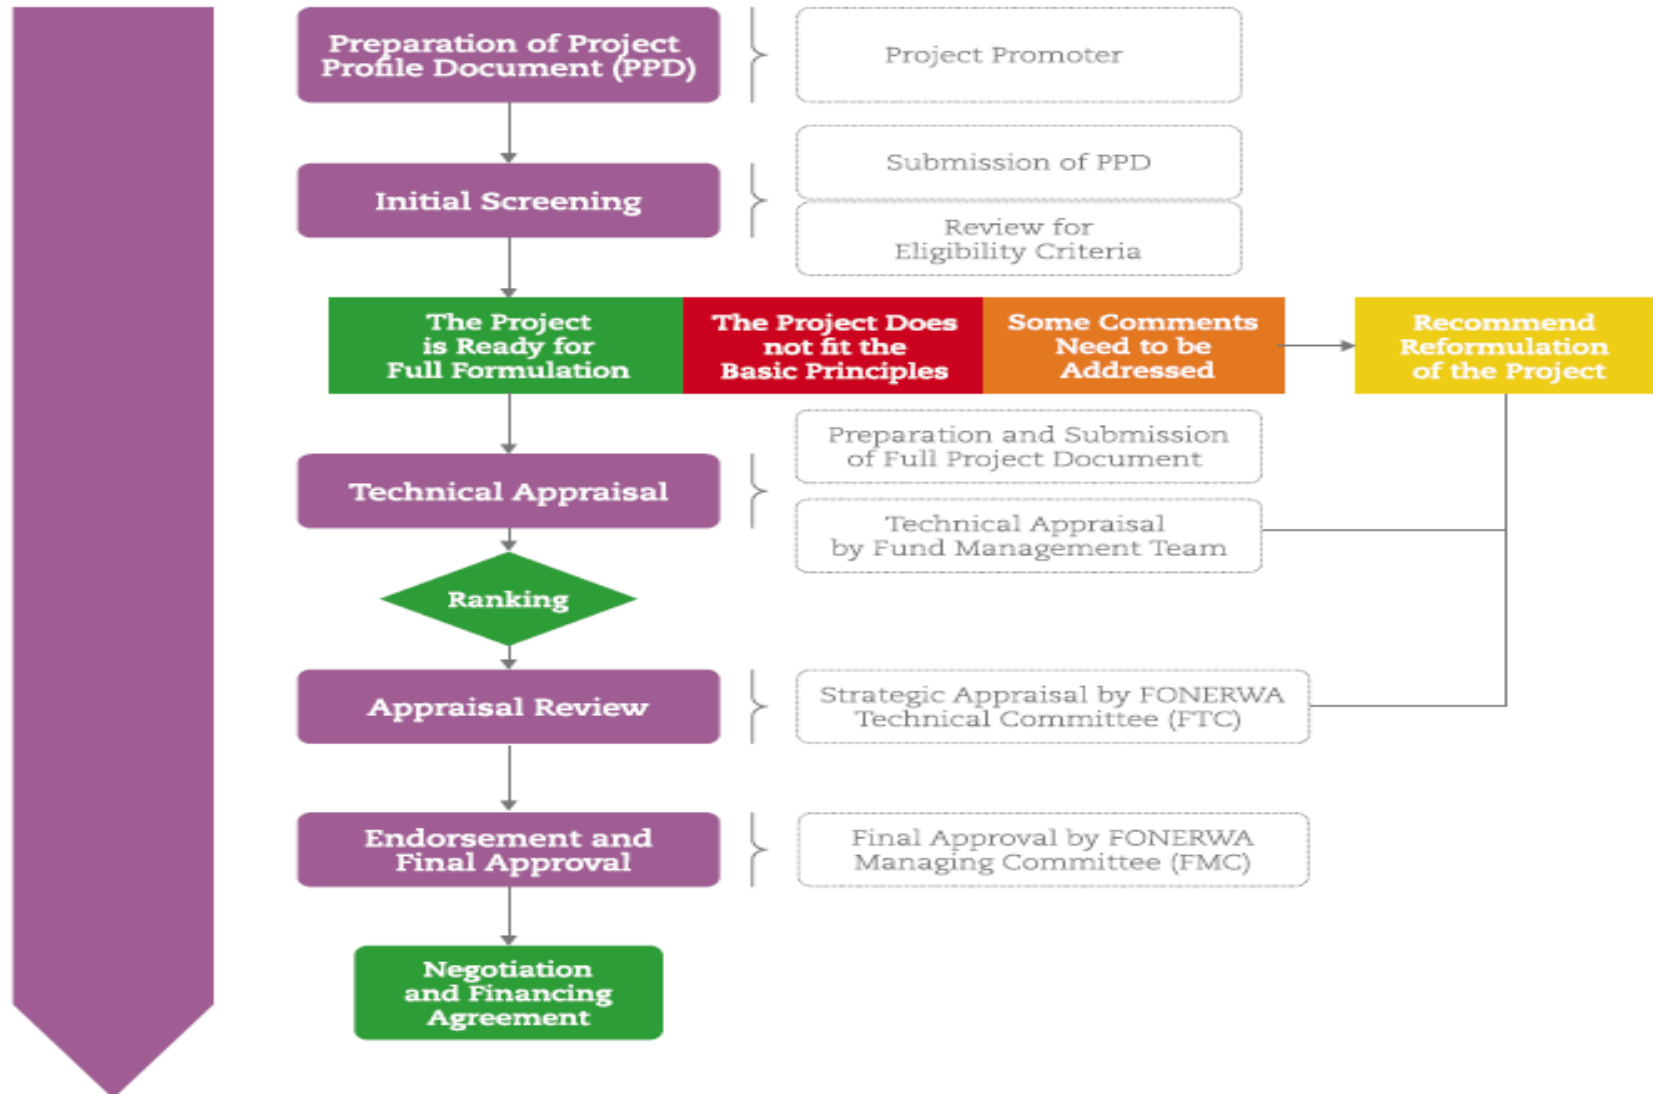 Preparation of Project
Profile Document (PPD)
Project Promoter
Initial Screening
Submission of PPD
Review for
Eligibility Criteria
The Project
is Ready for
Full Formulation
The Project Does
not fit the
Basic Principles
Some Comments
Need to be
Addressed
Recommend
Reformulation
of the Project
Technical Appraisal
Preparation and Submission
of Full Project Document
Technical Appraisal
by Fund Management Team
Ranking
Appraisal Review
Strategic Appraisal by FONERWA
Technical Committee (FTC)
Endorsement and
Final Approval
Final Approval by FONERWA
Managing Committee (FMC)
Negotiation
and Financing
Agreement